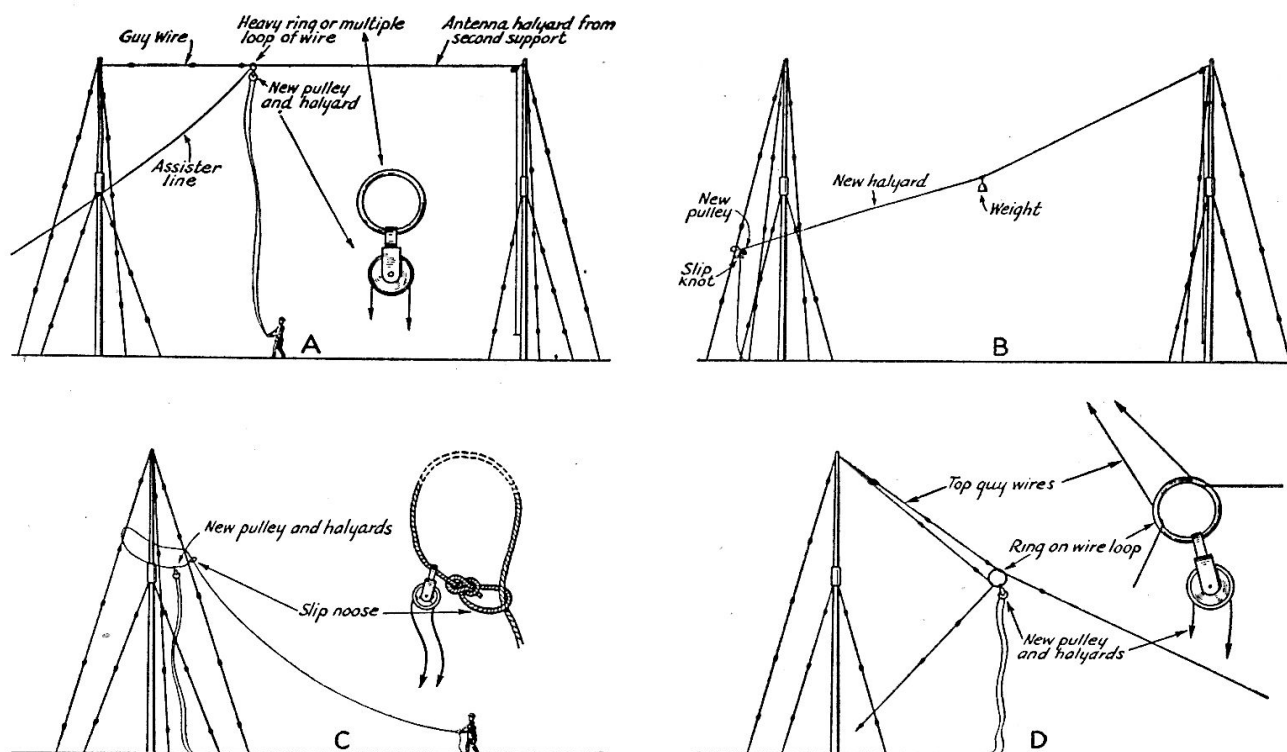 Guy Wire
Heavy ring or multiple
loop of wire
Antenna halyard from
second support
New pulley
and halyard
Assister
line
A
New
pulley
New halyard
Weight
Slip
knot
B
New pulley and halyards
Slip noose
C
Top guy wires
Ring on wire loop
New pulley
and halyards
D